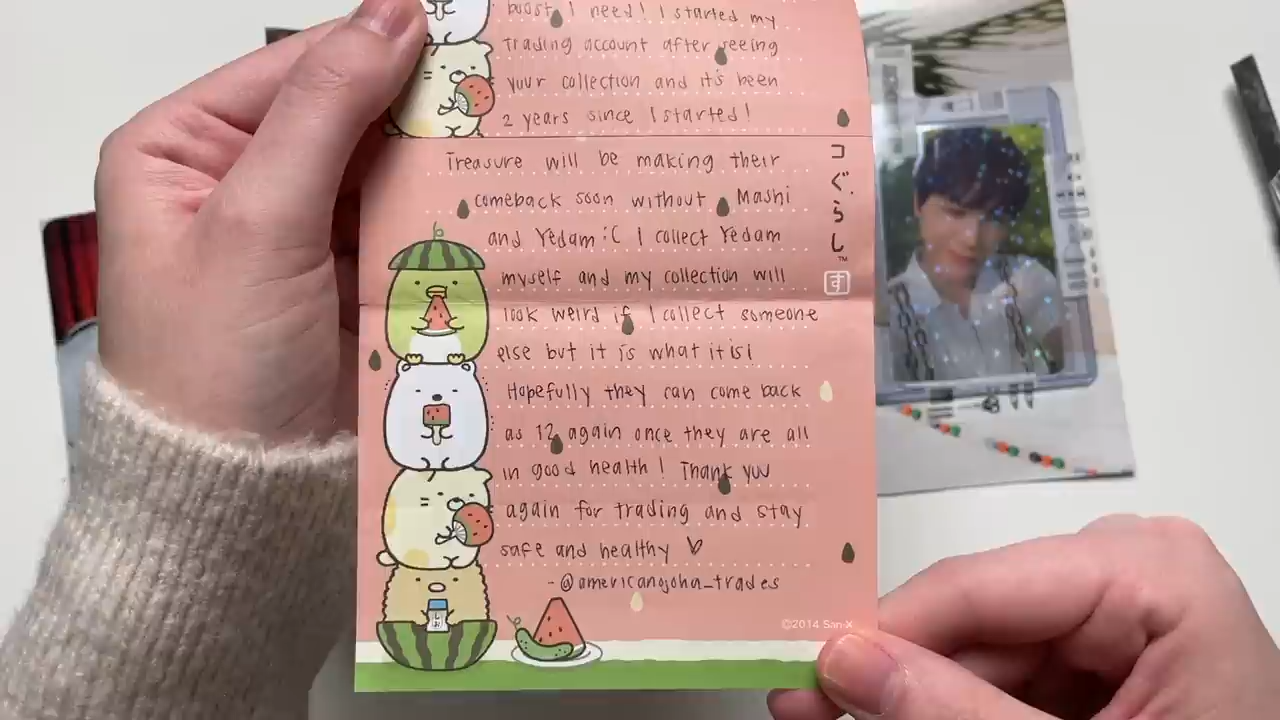 boost I need! I started my
trading account after seeing
your collection and it's been
2 years since I started!
Treasure will be making their
comeback soon without Mashi
and Yedam :C I collect Yedam
myself and my collection will
look weird if I collect someone
else but it is what it is!
Hopefully they can come back
as 12 again once they are all
in good health! Thank you
again for trading and stay
safe and healthy ♡
- @americanojoha_trades
コぐらし™
す
©2014 San-X